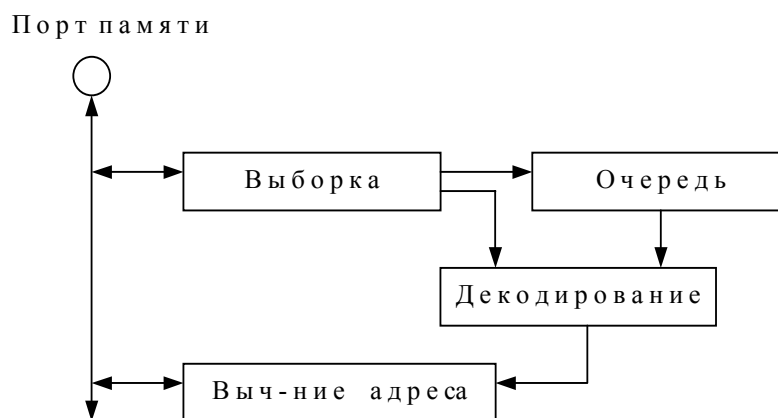 Порт памяти
Выборка
Очередь
Декодирование
Выч-ние адреса